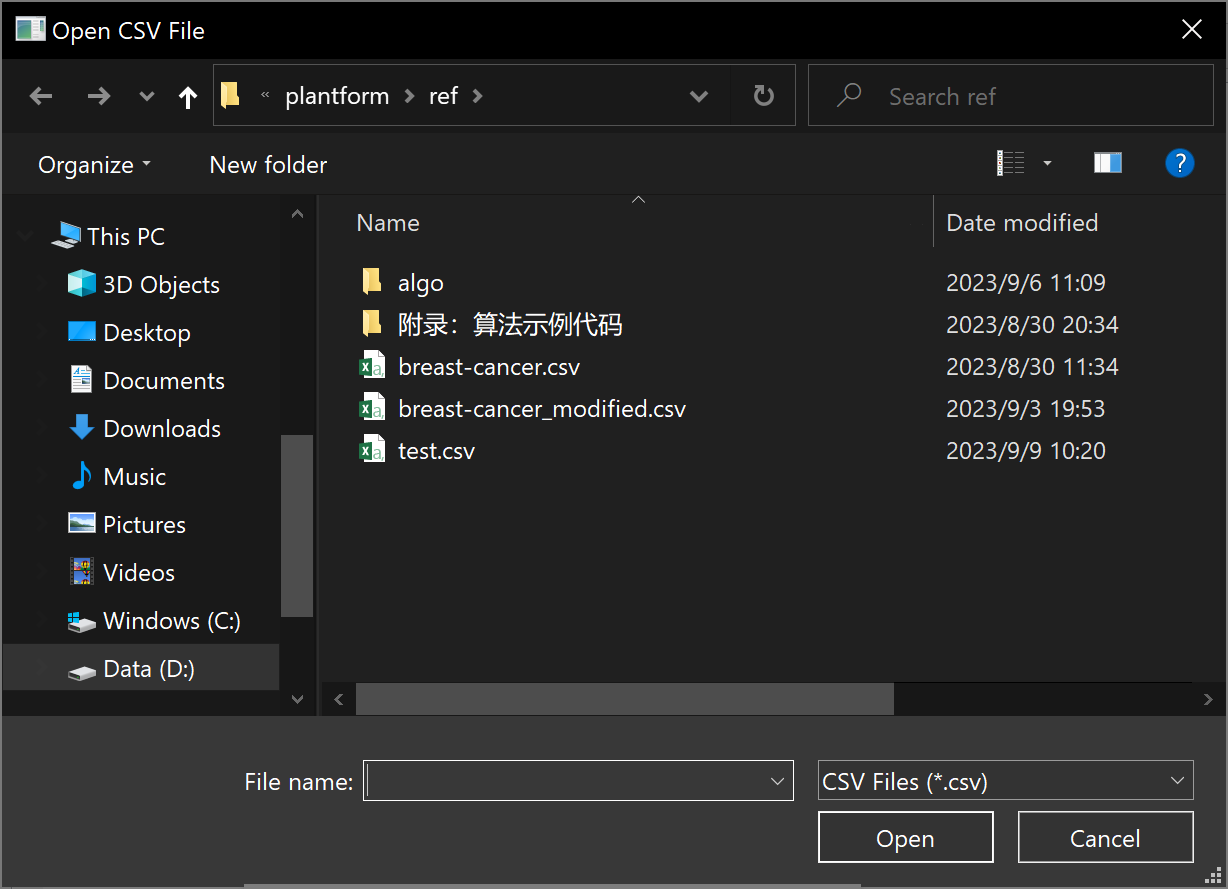 Open CSV File
« plantform > ref >
Search ref
Organize
New folder
?
This PC
3D Objects
Desktop
Documents
Downloads
Music
Pictures
Videos
Windows (C:)
Data (D:)
Name Date modified
algo 2023/9/6 11:09
附录：算法示例代码 2023/8/30 20:34
breast-cancer.csv 2023/8/30 11:34
breast-cancer_modified.csv 2023/9/3 19:53
test.csv 2023/9/9 10:20
File name:
CSV Files (*.csv)
Open Cancel